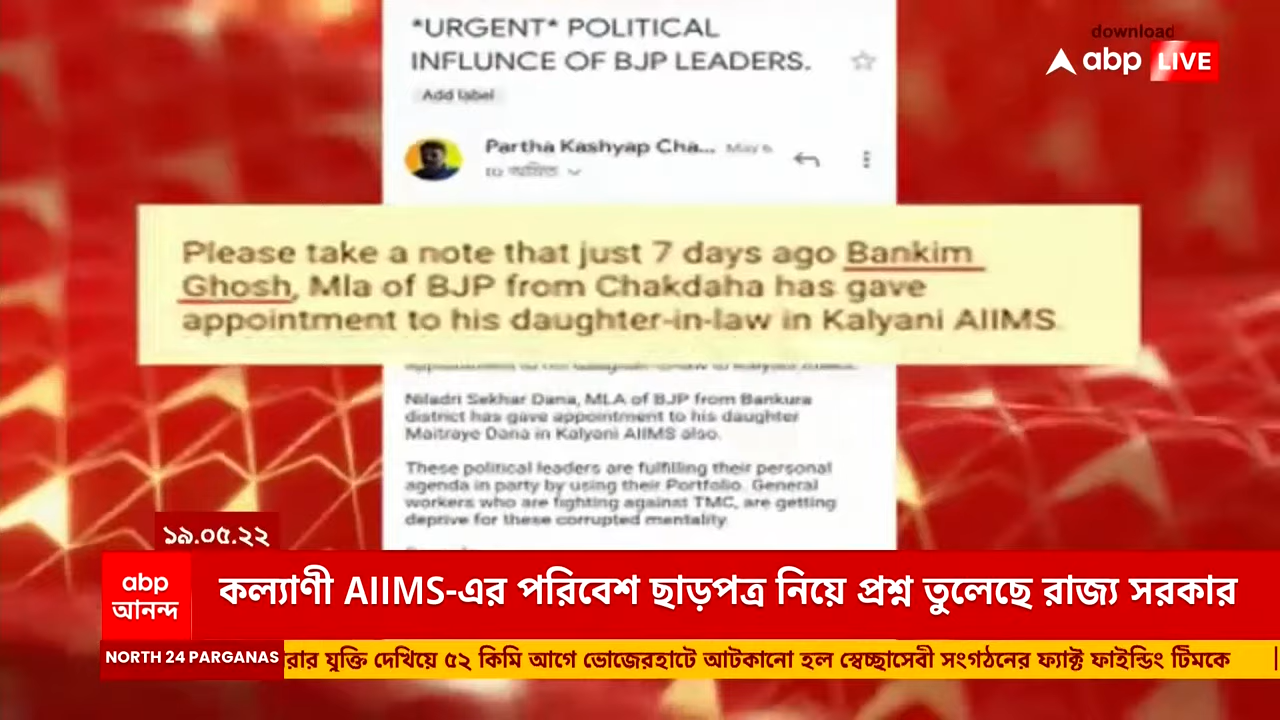 *URGENT* POLITICAL
INFLUNCE OF BJP LEADERS.
download
abp LIVE
Add label
Partha Kashyap Cha... May 6
to
Please take a note that just 7 days ago Bankim
Ghosh, Mla of BJP from Chakdaha has gave
appointment to his daughter-in-law in Kalyani AIIMS.
Niladri Sekhar Dana, MLA of BJP from Bankura
district has gave appointment to his daughter
Maitraye Dana in Kalyani AIIMS also.
These political leaders are fulfilling their personal
agenda in party by using their Portfolio. General
workers who are fighting against TMC, are getting
deprive for these corrupted mentality.
১৯.০৫.২২
abp
আনন্দ
কল্যাণী AIIMS-এর পরিবেশ ছাড়পত্র নিয়ে প্রশ্ন তুলেছে রাজ্য সরকার
NORTH 24 PARGANAS
রার যুক্তি দেখিয়ে ৫২ কিমি আগে ভোজেরহাটে আটকানো হল স্বেচ্ছাসেবী সংগঠনের ফ্যাক্ট ফাইন্ডিং টিমকে